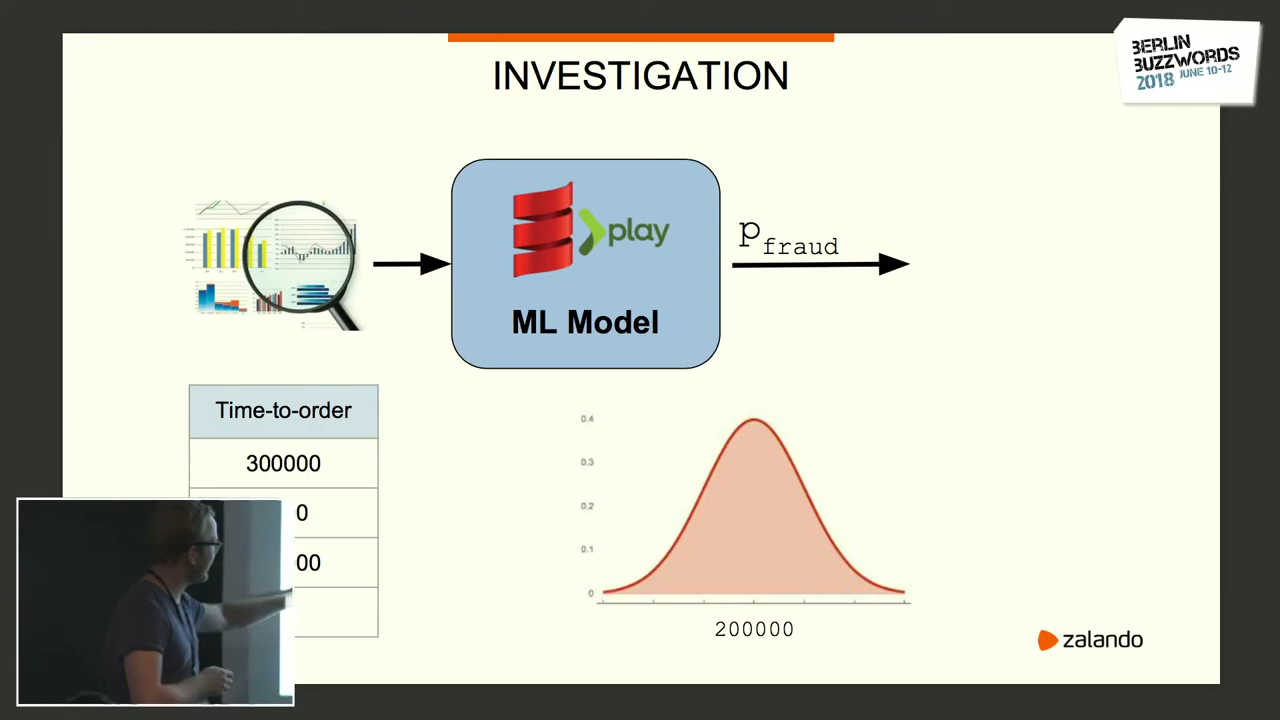 BERLIN
BUZZWORDS
2018 JUNE 10-12
INVESTIGATION
play
ML Model
pfraud
Time-to-order
300000
0
00
0.4
0.3
0.2
0.1
0
200000
zalando